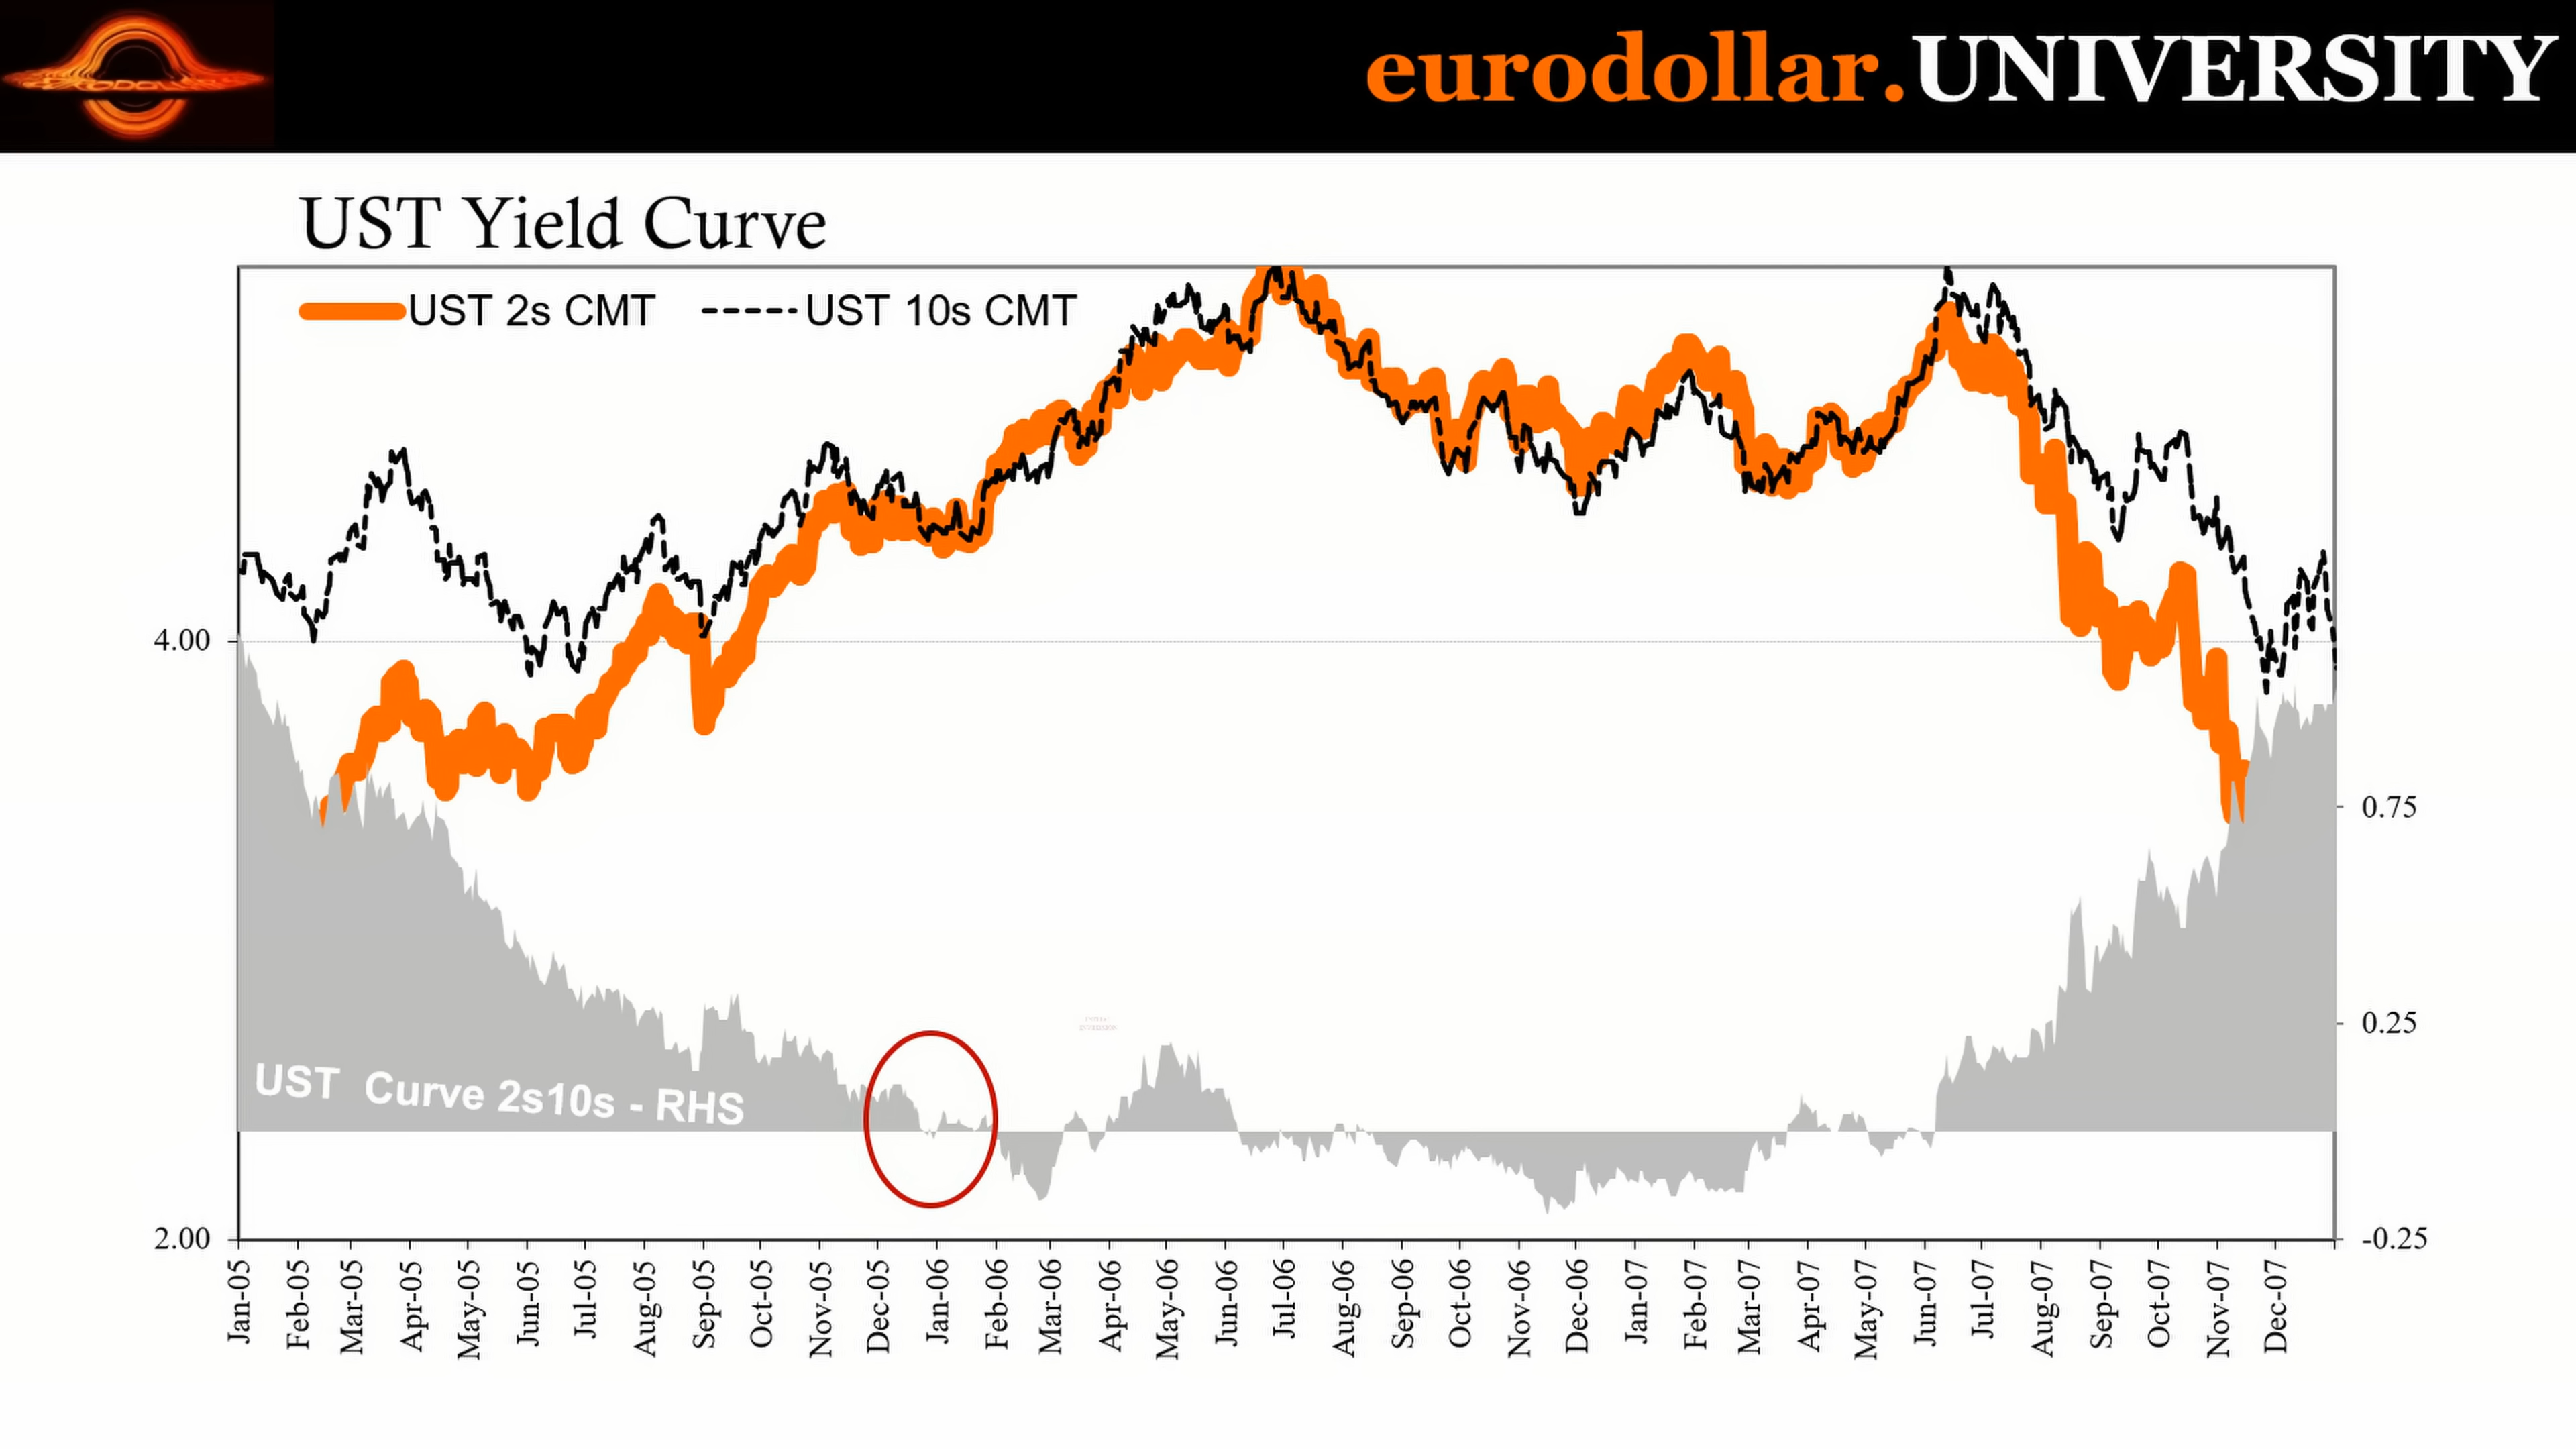 eurodollar.UNIVERSITY
UST Yield Curve
UST 2s CMT
UST 10s CMT
4.00
2.00
0.75
0.25
-0.25
UST Curve 2s10s - RHS
Jan-05
Feb-05
Mar-05
Apr-05
May-05
Jun-05
Jul-05
Aug-05
Sep-05
Oct-05
Nov-05
Dec-05
Jan-06
Feb-06
Mar-06
Apr-06
May-06
Jun-06
Jul-06
Aug-06
Sep-06
Oct-06
Nov-06
Dec-06
Jan-07
Feb-07
Mar-07
Apr-07
May-07
Jun-07
Jul-07
Aug-07
Sep-07
Oct-07
Nov-07
Dec-07